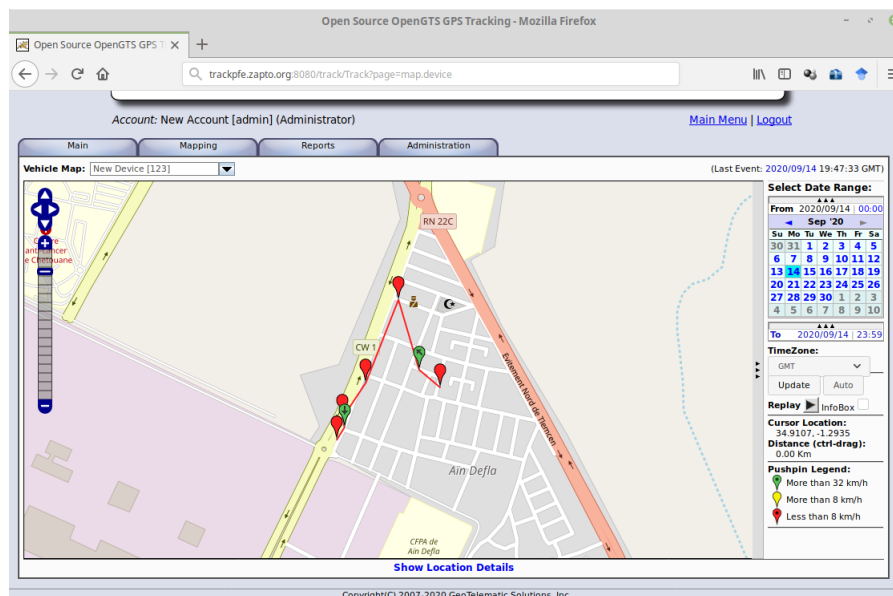 Open Source OpenGTS GPS Tracking - Mozilla Firefox
Open Source OpenGTS GPS T
trackpfe.zapto.org:8080/track/Track?page=map.device
Account: New Account [admin] (Administrator)
Main Menu | Logout
Main Mapping Reports Administration
Vehicle Map: New Device [123]
(Last Event: 2020/09/14 19:47:33 GMT)
Select Date Range:
From 2020/09/14 | 00:00
Sep '20
Su Mo Tu We Th Fr Sa
30 31 1 2 3 4 5
6 7 8 9 10 11 12
13 14 15 16 17 18 19
20 21 22 23 24 25 26
27 28 29 30 1 2 3
4 5 6 7 8 9 10
To 2020/09/14 | 23:59
TimeZone:
GMT
Update Auto
Replay InfoBox
Cursor Location:
34.9107, -1.2935
Distance (ctrl-drag):
0.00 Km
Pushpin Legend:
More than 32 km/h
More than 8 km/h
Less than 8 km/h
RN 22C
CW 1
Evitement Nord de Tlemcen
Aïn Defla
CFPA de
Aïn Defla
Show Location Details
Copyright(C) 2007-2020 GeoTelematic Solutions, Inc.